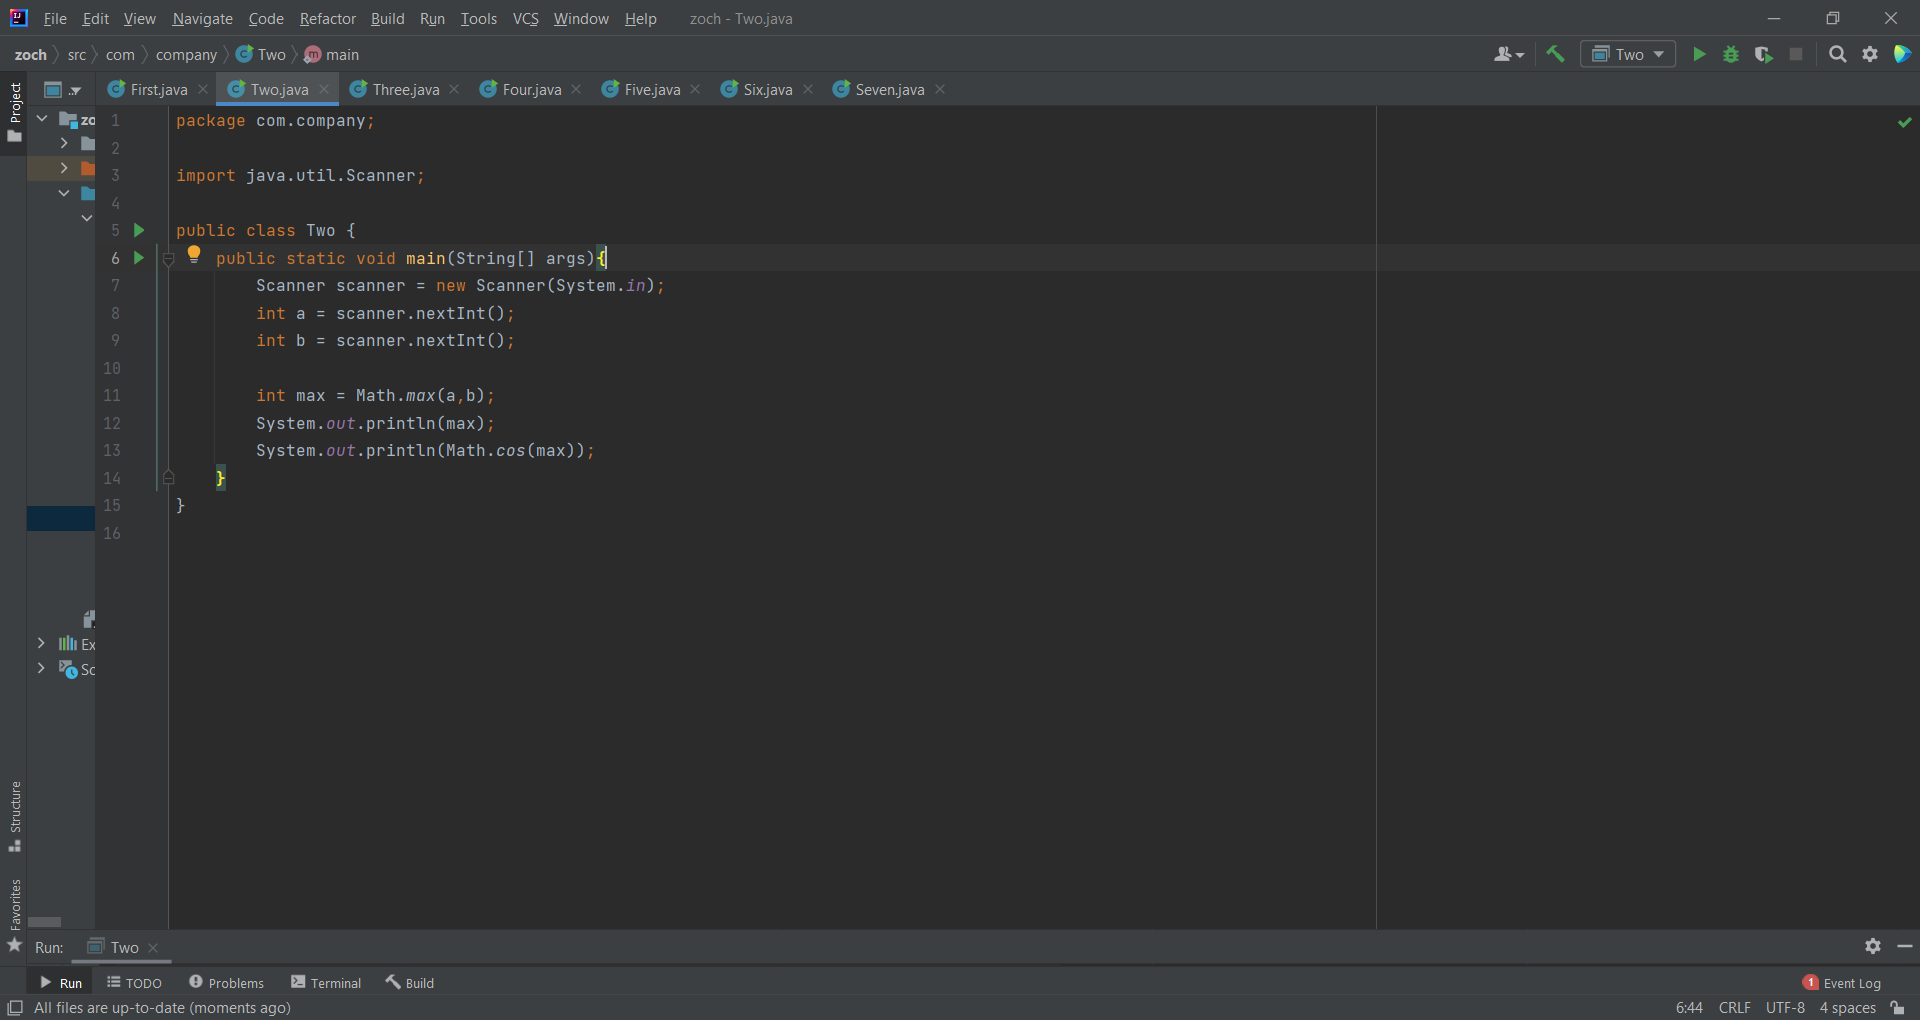 File Edit View Navigate Code Refactor Build Run Tools VCS Window Help zoch - Two.java
zoch src com company Two main
Two
Project
First.java Two.java Three.java Four.java Five.java Six.java Seven.java
zo
Ex
Sc
1 package com.company;
2
3 import java.util.Scanner;
4
5 public class Two {
6 public static void main(String[] args){
7 Scanner scanner = new Scanner(System.in);
8 int a = scanner.nextInt();
9 int b = scanner.nextInt();
10
11 int max = Math.max(a,b);
12 System.out.println(max);
13 System.out.println(Math.cos(max));
14 }
15 }
16
Structure
Favorites
Run: Two
Run TODO Problems Terminal Build 1 Event Log
All files are up-to-date (moments ago) 6:44 CRLF UTF-8 4 spaces